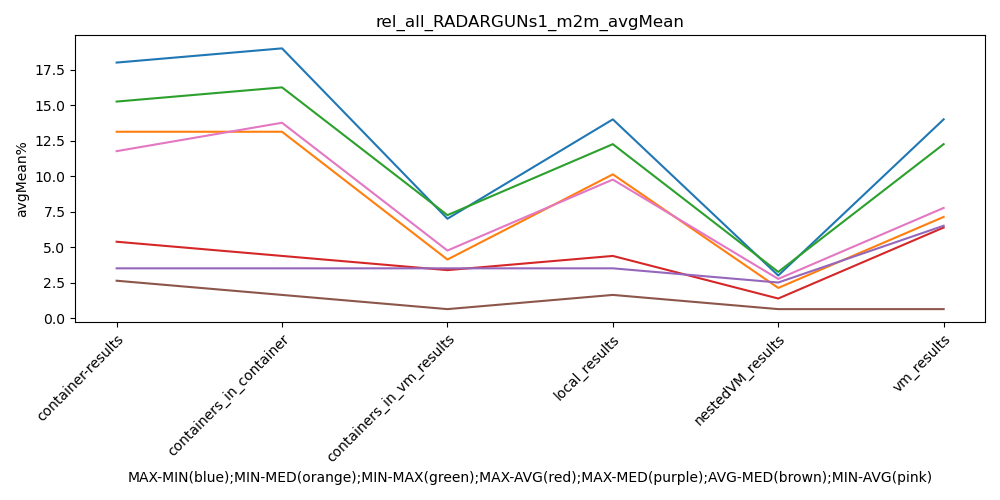 rel_all_RADARGUNs1_m2m_avgMean
avgMean%
17.5
15.0
12.5
10.0
7.5
5.0
2.5
0.0
container-results
containers_in_container
containers_in_vm_results
local_results
nestedVM_results
vm_results
MAX-MIN(blue);MIN-MED(orange);MIN-MAX(green);MAX-AVG(red);MAX-MED(purple);AVG-MED(brown);MIN-AVG(pink)